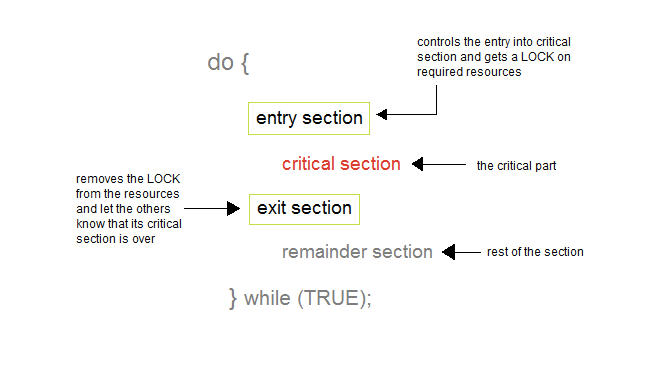 controls the entry into critical
section and gets a LOCK on
required resources
do {
entry section
critical section
the critical part
removes the LOCK
from the resources
and let the others
know that its critical
section is over
exit section
remainder section
rest of the section
} while (TRUE);